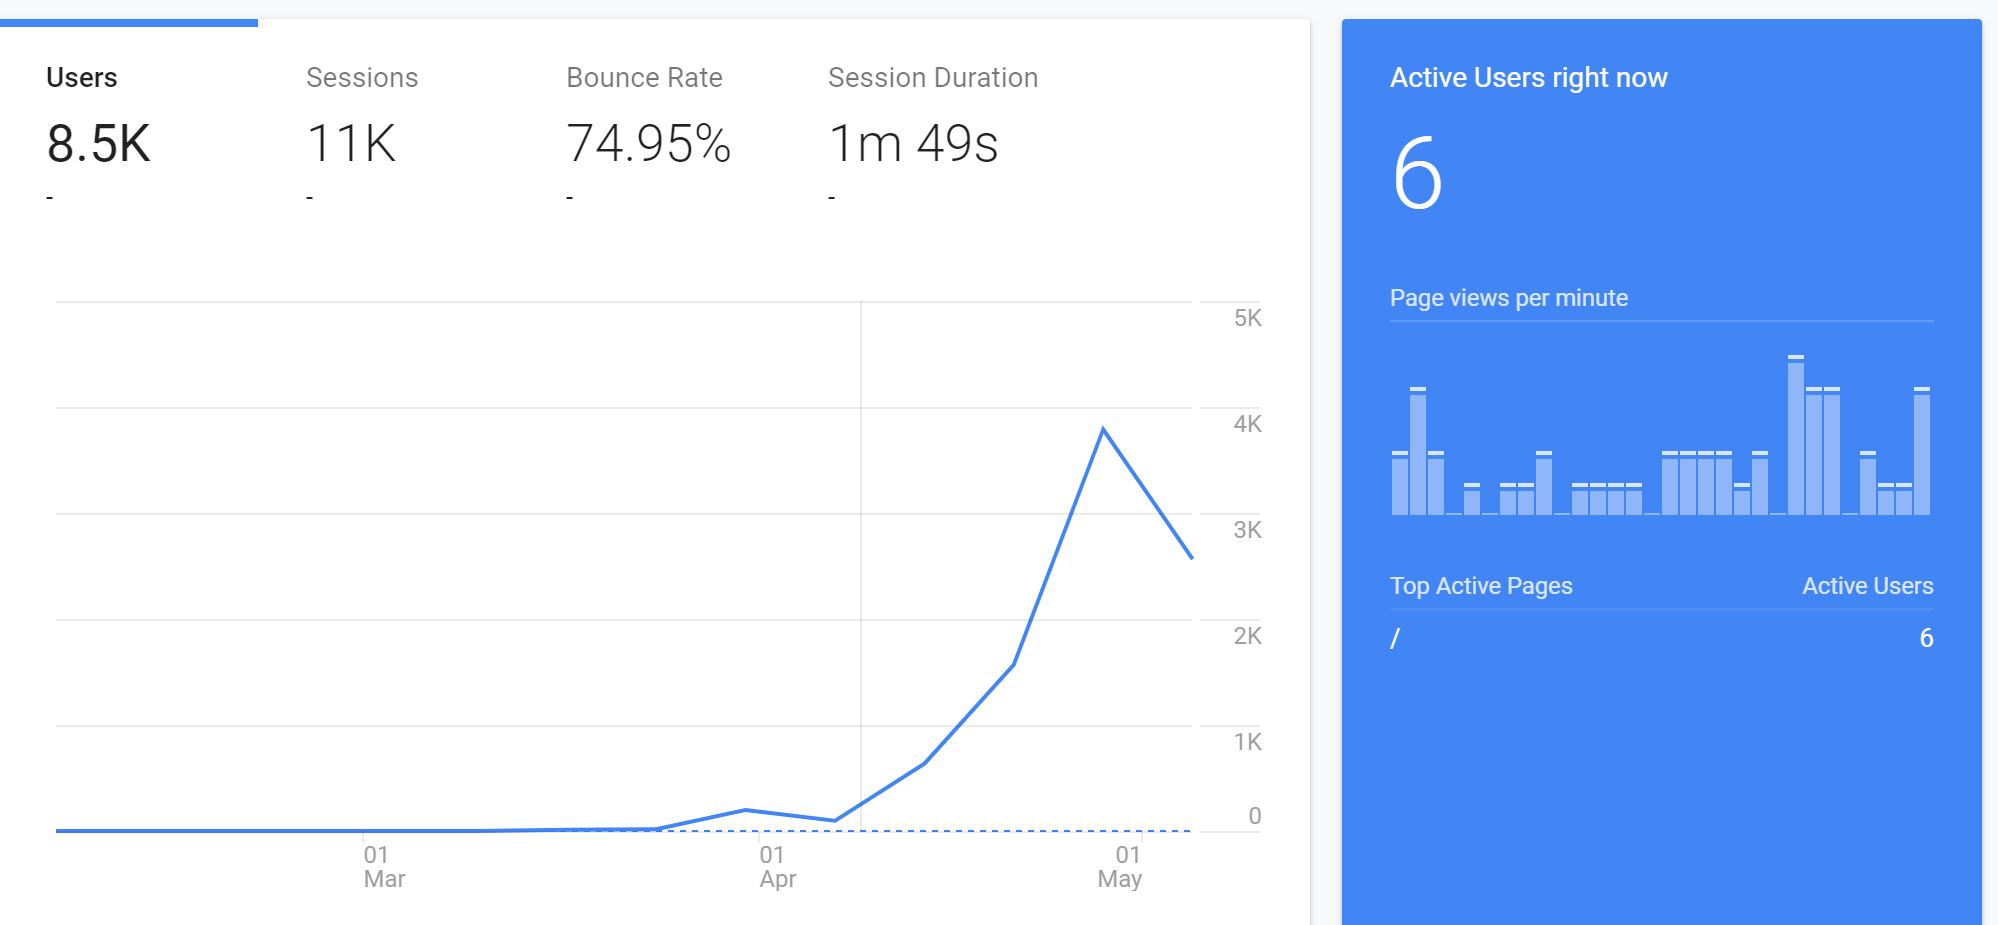 Users
8.5K
-
Sessions
11K
-
Bounce Rate
74.95%
-
Session Duration
1m 49s
-
5K
4K
3K
2K
1K
0
01
Mar
01
Apr
01
May
Active Users right now
6
Page views per minute
Top Active Pages Active Users
/ 6